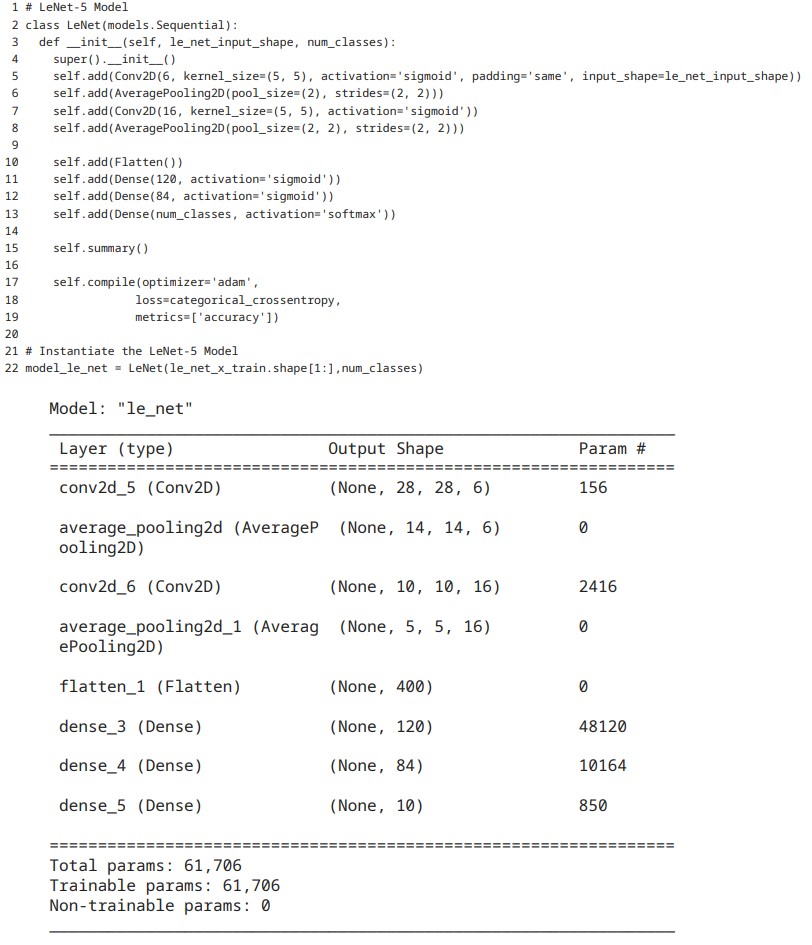 1 # LeNet-5 Model
2 class LeNet(models.Sequential):
3   def __init__(self, le_net_input_shape, num_classes):
4     super().__init__()
5     self.add(Conv2D(6, kernel_size=(5, 5), activation='sigmoid', padding='same', input_shape=le_net_input_shape))
6     self.add(AveragePooling2D(pool_size=(2), strides=(2, 2)))
7     self.add(Conv2D(16, kernel_size=(5, 5), activation='sigmoid'))
8     self.add(AveragePooling2D(pool_size=(2, 2), strides=(2, 2)))
9
10     self.add(Flatten())
11     self.add(Dense(120, activation='sigmoid'))
12     self.add(Dense(84, activation='sigmoid'))
13     self.add(Dense(num_classes, activation='softmax'))
14
15     self.summary()
16
17     self.compile(optimizer='adam',
18                 loss=categorical_crossentropy,
19                 metrics=['accuracy'])
20
21 # Instantiate the LeNet-5 Model
22 model_le_net = LeNet(le_net_x_train.shape[1:],num_classes)
Model: "le_net"
Layer (type) Output Shape Param #
=================================================================
conv2d_5 (Conv2D) (None, 28, 28, 6) 156
average_pooling2d (AverageP (None, 14, 14, 6) 0
ooling2D)
conv2d_6 (Conv2D) (None, 10, 10, 16) 2416
average_pooling2d_1 (Averag (None, 5, 5, 16) 0
ePooling2D)
flatten_1 (Flatten) (None, 400) 0
dense_3 (Dense) (None, 120) 48120
dense_4 (Dense) (None, 84) 10164
dense_5 (Dense) (None, 10) 850
=================================================================
Total params: 61,706
Trainable params: 61,706
Non-trainable params: 0